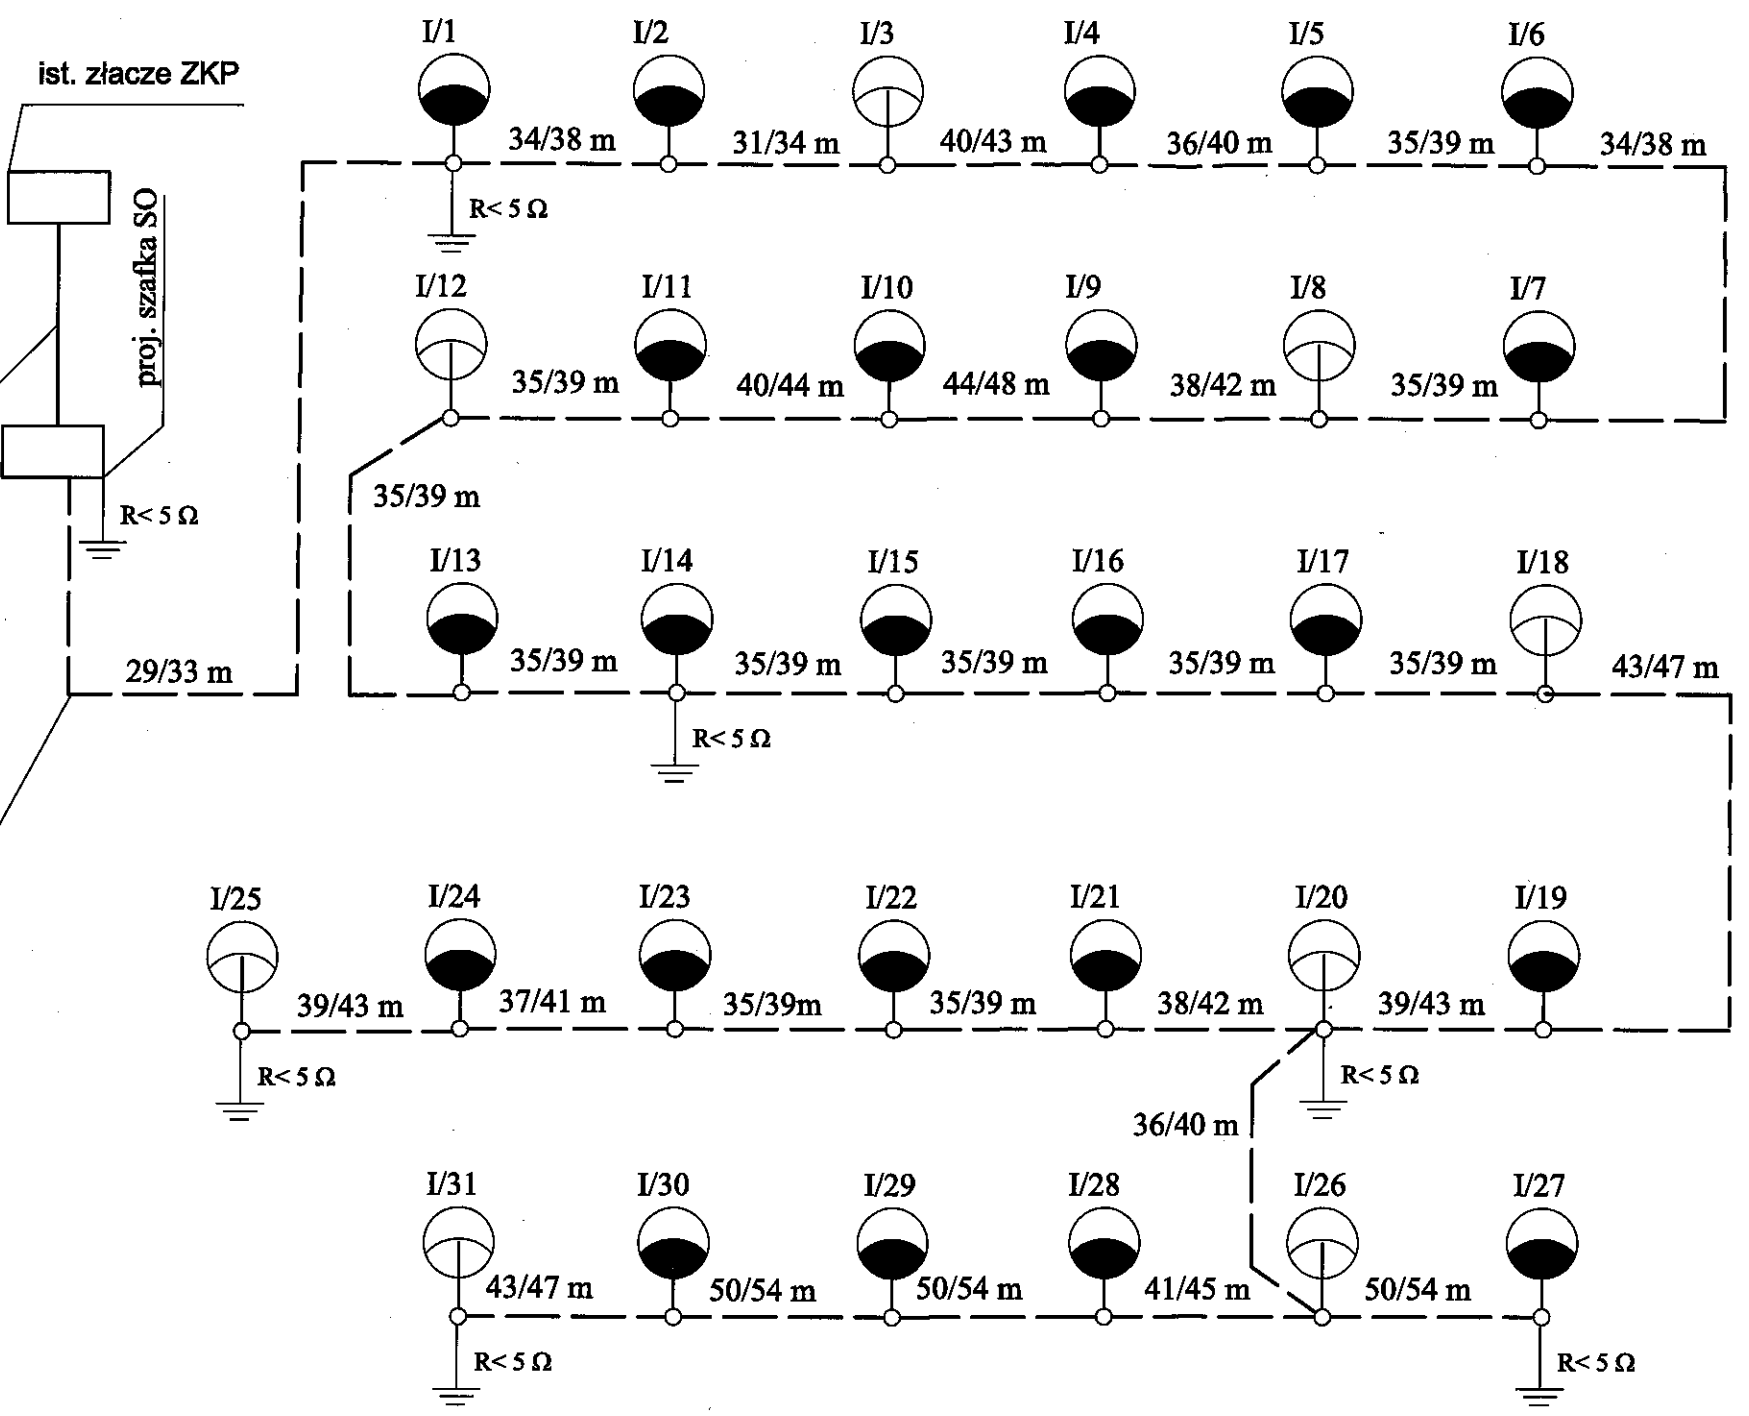 ist. złacze ZKP
proj. szafka SO
R< 5 Ω
29/33 m
I/1
I/2
I/3
I/4
I/5
I/6
34/38 m
31/34 m
40/43 m
36/40 m
35/39 m
34/38 m
R< 5 Ω
I/12
I/11
I/10
I/9
I/8
I/7
35/39 m
40/44 m
44/48 m
38/42 m
35/39 m
35/39 m
I/13
I/14
I/15
I/16
I/17
I/18
35/39 m
35/39 m
35/39 m
35/39 m
35/39 m
43/47 m
R< 5 Ω
I/25
I/24
I/23
I/22
I/21
I/20
I/19
39/43 m
37/41 m
35/39m
35/39 m
38/42 m
39/43 m
R< 5 Ω
R< 5 Ω
36/40 m
I/31
I/30
I/29
I/28
I/26
I/27
43/47 m
50/54 m
50/54 m
41/45 m
50/54 m
R< 5 Ω
R< 5 Ω